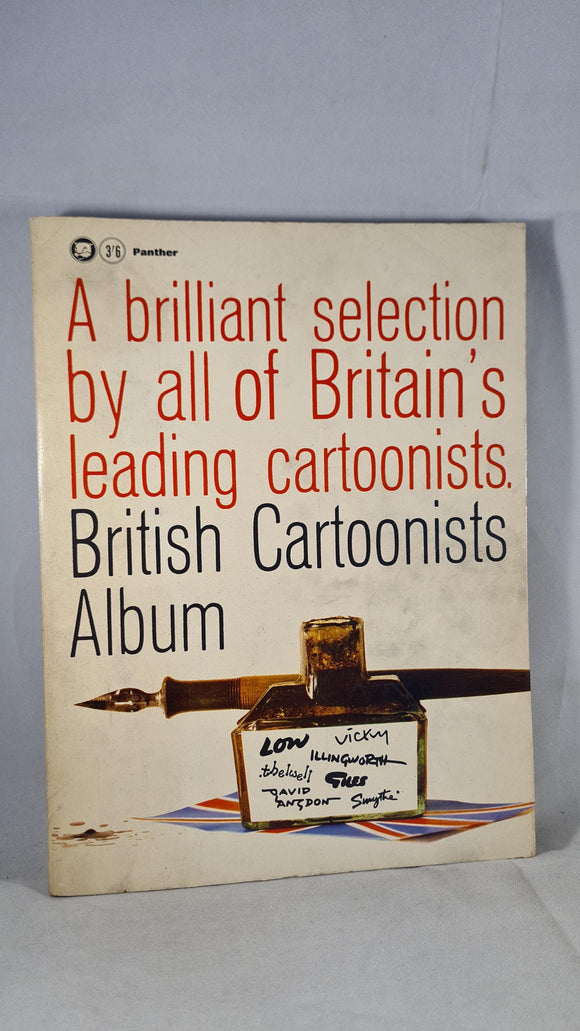 3/6 Panther
A brilliant selection
by all of Britain's
leading cartoonists.
British Cartoonists
Album
LOW vicky
ILLINGWORTH
thelwell GILES
DAVID
LANGDON Smythe